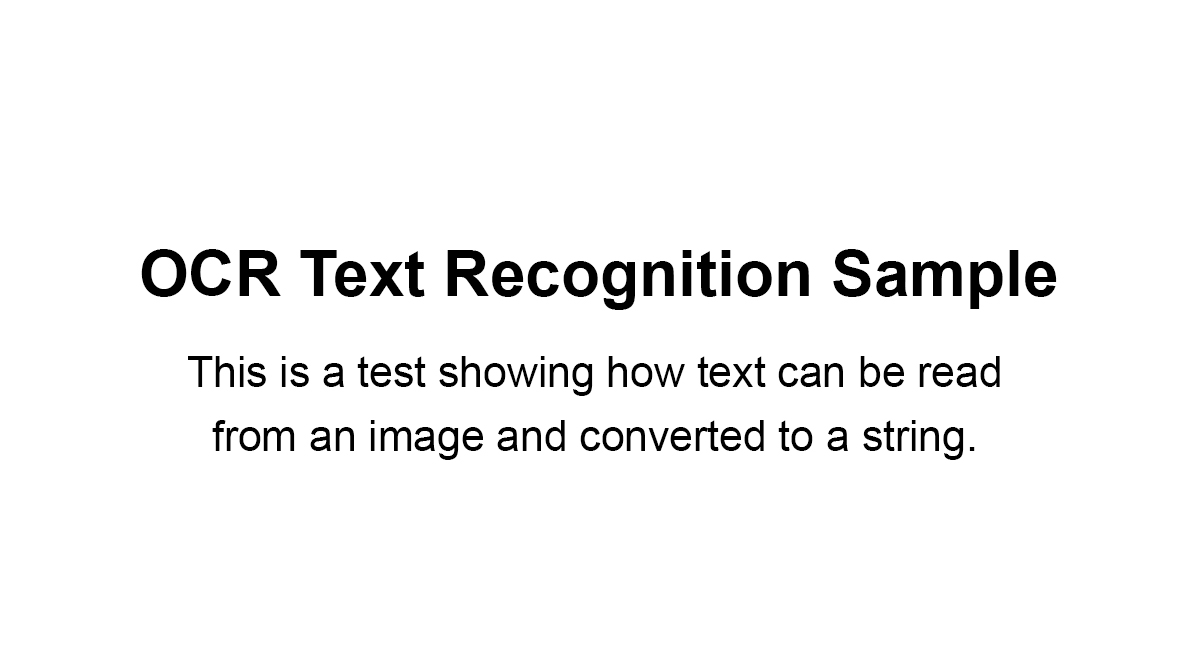 OCR Text Recognition Sample
This is a test showing how text can be read
from an image and converted to a string.